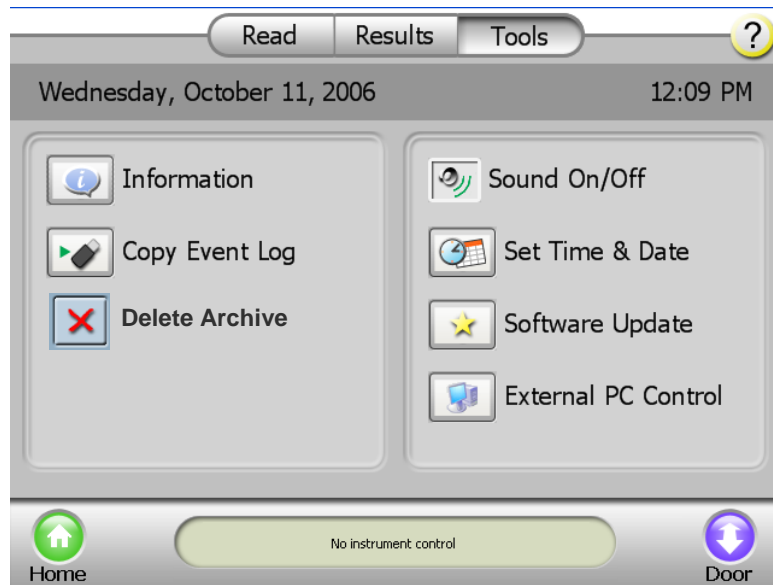 Read Results Tools ?
Wednesday, October 11, 2006 12:09 PM
Information
Copy Event Log
Delete Archive
Sound On/Off
Set Time & Date
Software Update
External PC Control
No instrument control
Home
Door